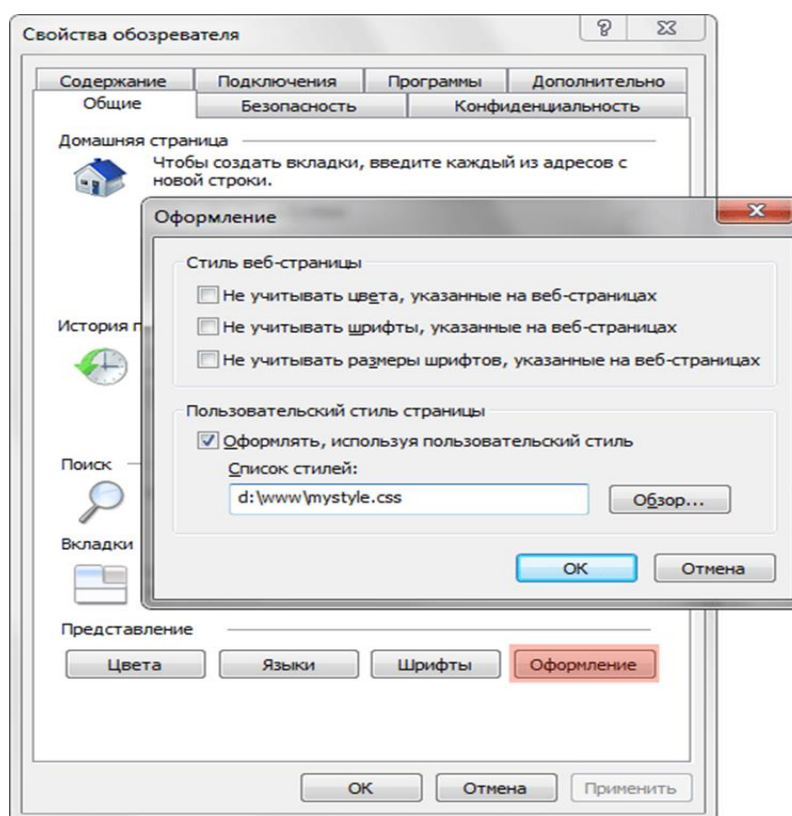 Свойства обозревателя
Содержание Подключения Программы Дополнительно
Общие Безопасность Конфиденциальность
Домашняя страница
Чтобы создать вкладки, введите каждый из адресов с
новой строки.
Оформление
Стиль веб-страницы
Не учитывать цвета, указанные на веб-страницах
Не учитывать шрифты, указанные на веб-страницах
Не учитывать размеры шрифтов, указанные на веб-страницах
История п
Пользовательский стиль страницы
Оформлять, используя пользовательский стиль
Список стилей:
d:\www\mystyle.css
Обзор...
Поиск
Вкладки
OK Отмена
Представление
Цвета Языки Шрифты Оформление
OK Отмена Применить